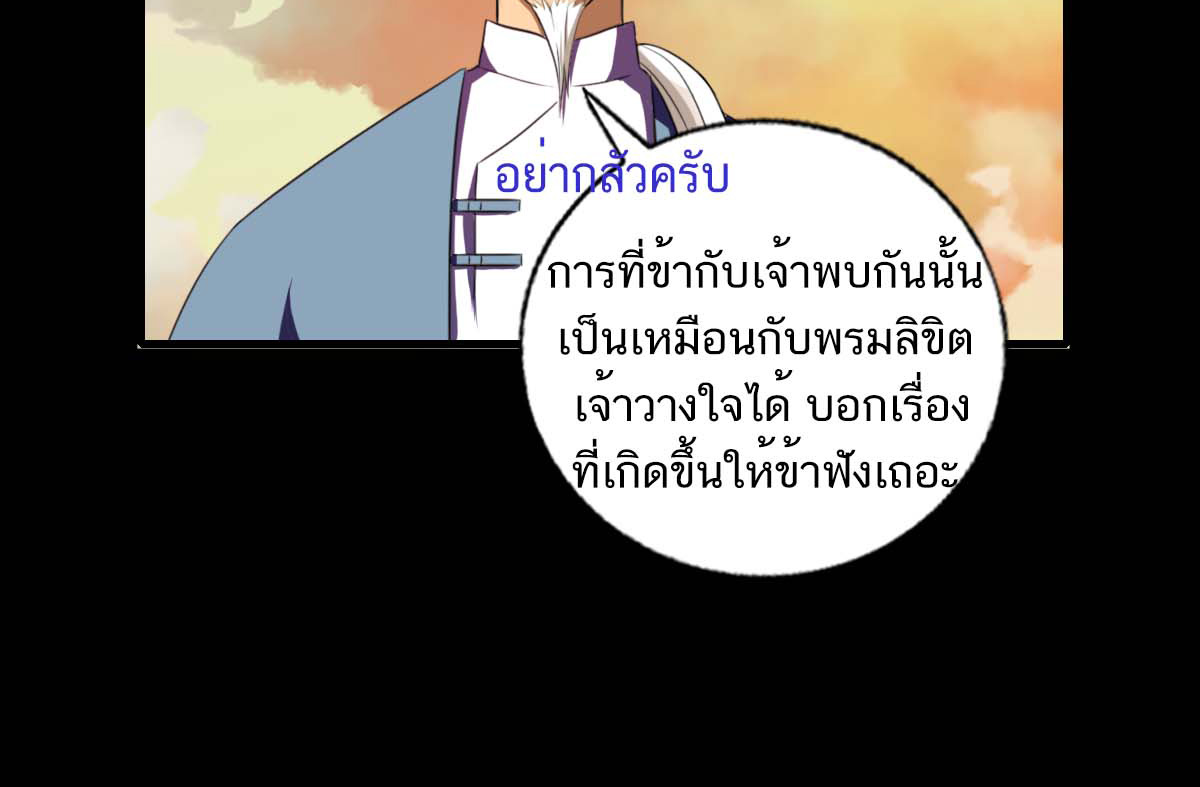 อย่ากลัวครับ
การที่ข้ากับเจ้าพบกันนั้น
เป็นเหมือนกับพรมลิขิต
เจ้าวางใจได้ บอกเรื่อง
ที่เกิดขึ้นให้ข้าฟังเถอะ